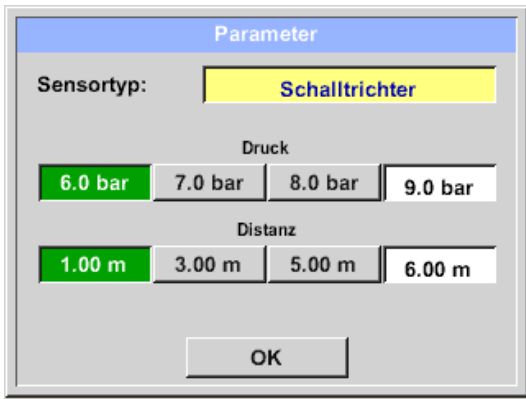 Parameter
Sensortyp: Schalltrichter
Druck
6.0 bar 7.0 bar 8.0 bar 9.0 bar
Distanz
1.00 m 3.00 m 5.00 m 6.00 m
OK